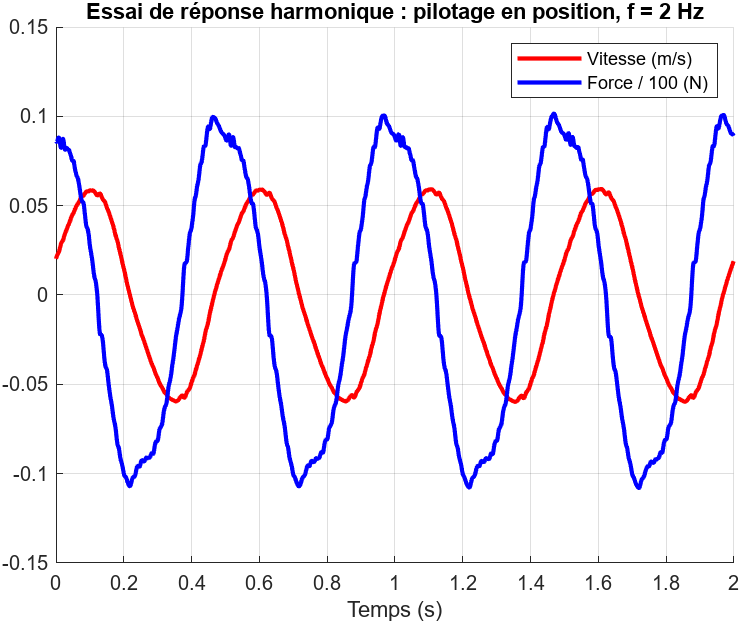 Essai de réponse harmonique : pilotage en position, f = 2 Hz
0.15
Vitesse (m/s)
Force / 100 (N)
0.1
0.05
0
-0.05
-0.1
-0.15
0 0.2 0.4 0.6 0.8 1 1.2 1.4 1.6 1.8 2
Temps (s)